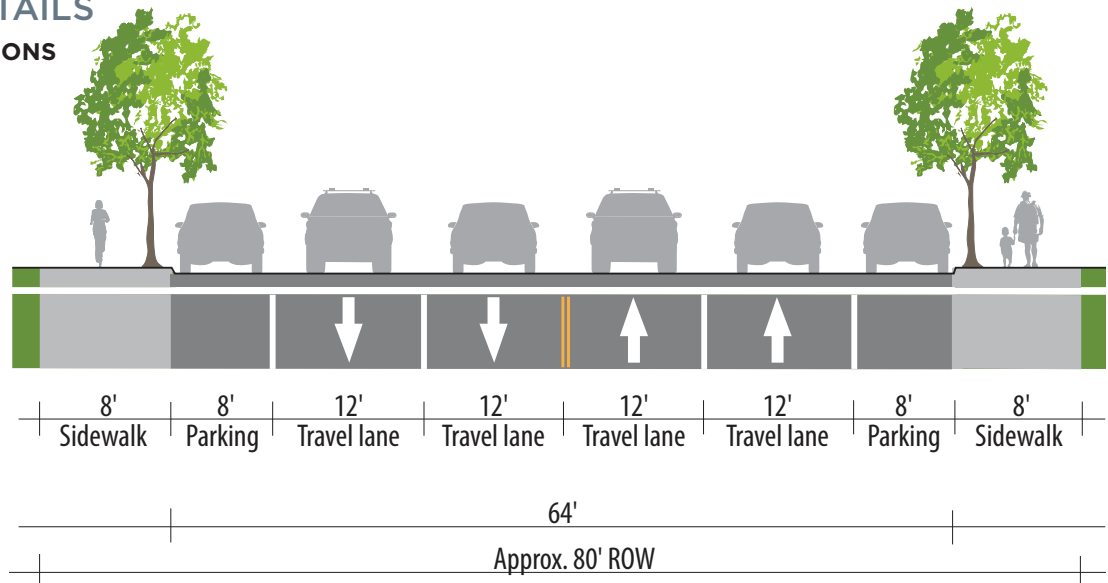 TAILS
ONS
8' 8' 12' 12' 12' 12' 8' 8'
Sidewalk Parking Travel lane Travel lane Travel lane Travel lane Parking Sidewalk
64'
Approx. 80' ROW